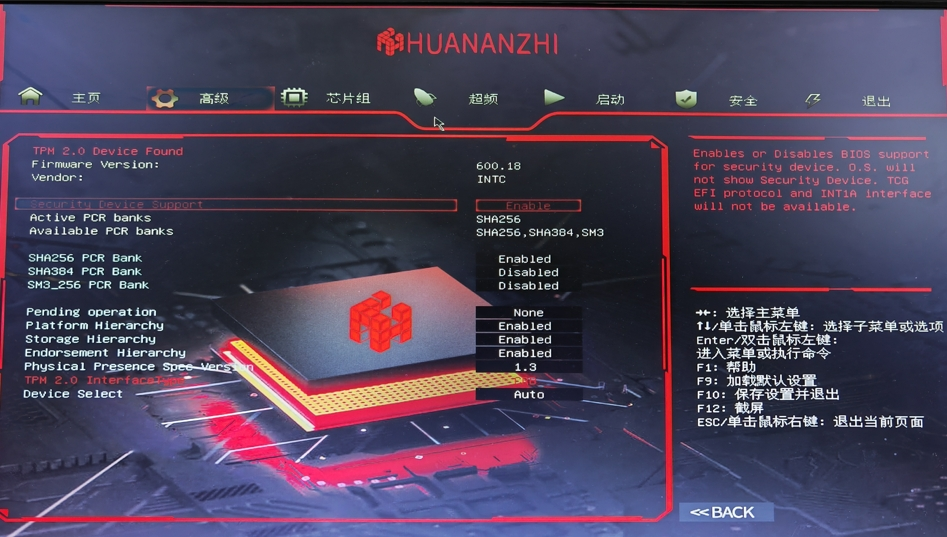 HUANANZHI
主页 高级 芯片组 超频 启动 安全 退出
TPM 2.0 Device Found
Firmware Version: 600.18
Vendor: INTC
Security Device Support Enable
Active PCR banks SHA256
Available PCR banks SHA256,SHA384,SM3
SHA256 PCR Bank Enabled
SHA384 PCR Bank Disabled
SM3_256 PCR Bank Disabled
Pending operation None
Platform Hierarchy Enabled
Storage Hierarchy Enabled
Endorsement Hierarchy Enabled
Physical Presence Spec Version 1.3
TPM 2.0 InterfaceType
Device Select Auto
Enables or Disables BIOS support
for security device. O.S. will
not show Security Device. TCG
EFI protocol and INT1A interface
will not be available.
→←: 选择主菜单
↑↓/单击鼠标左键: 选择子菜单或选项
Enter/双击鼠标左键:
进入菜单或执行命令
F1: 帮助
F9: 加载默认设置
F10: 保存设置并退出
F12: 截屏
ESC/单击鼠标右键: 退出当前页面
<<BACK